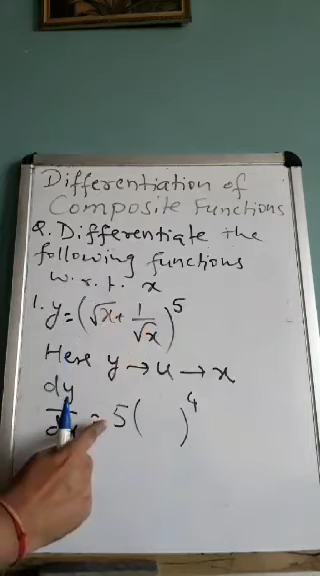 Differentiation of
Composite Functions
Q. Differentiate the
following functions
w.r.t. x
1. y = (√x + 1/√x)^5
Here y → u → x
dy/dx = 5( )^4